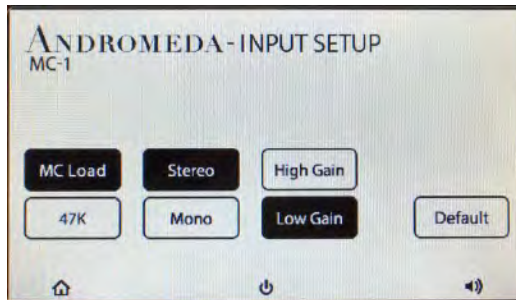 ANDROMEDA-INPUT SETUP
MC-1
MC Load Stereo High Gain
47K Mono Low Gain Default